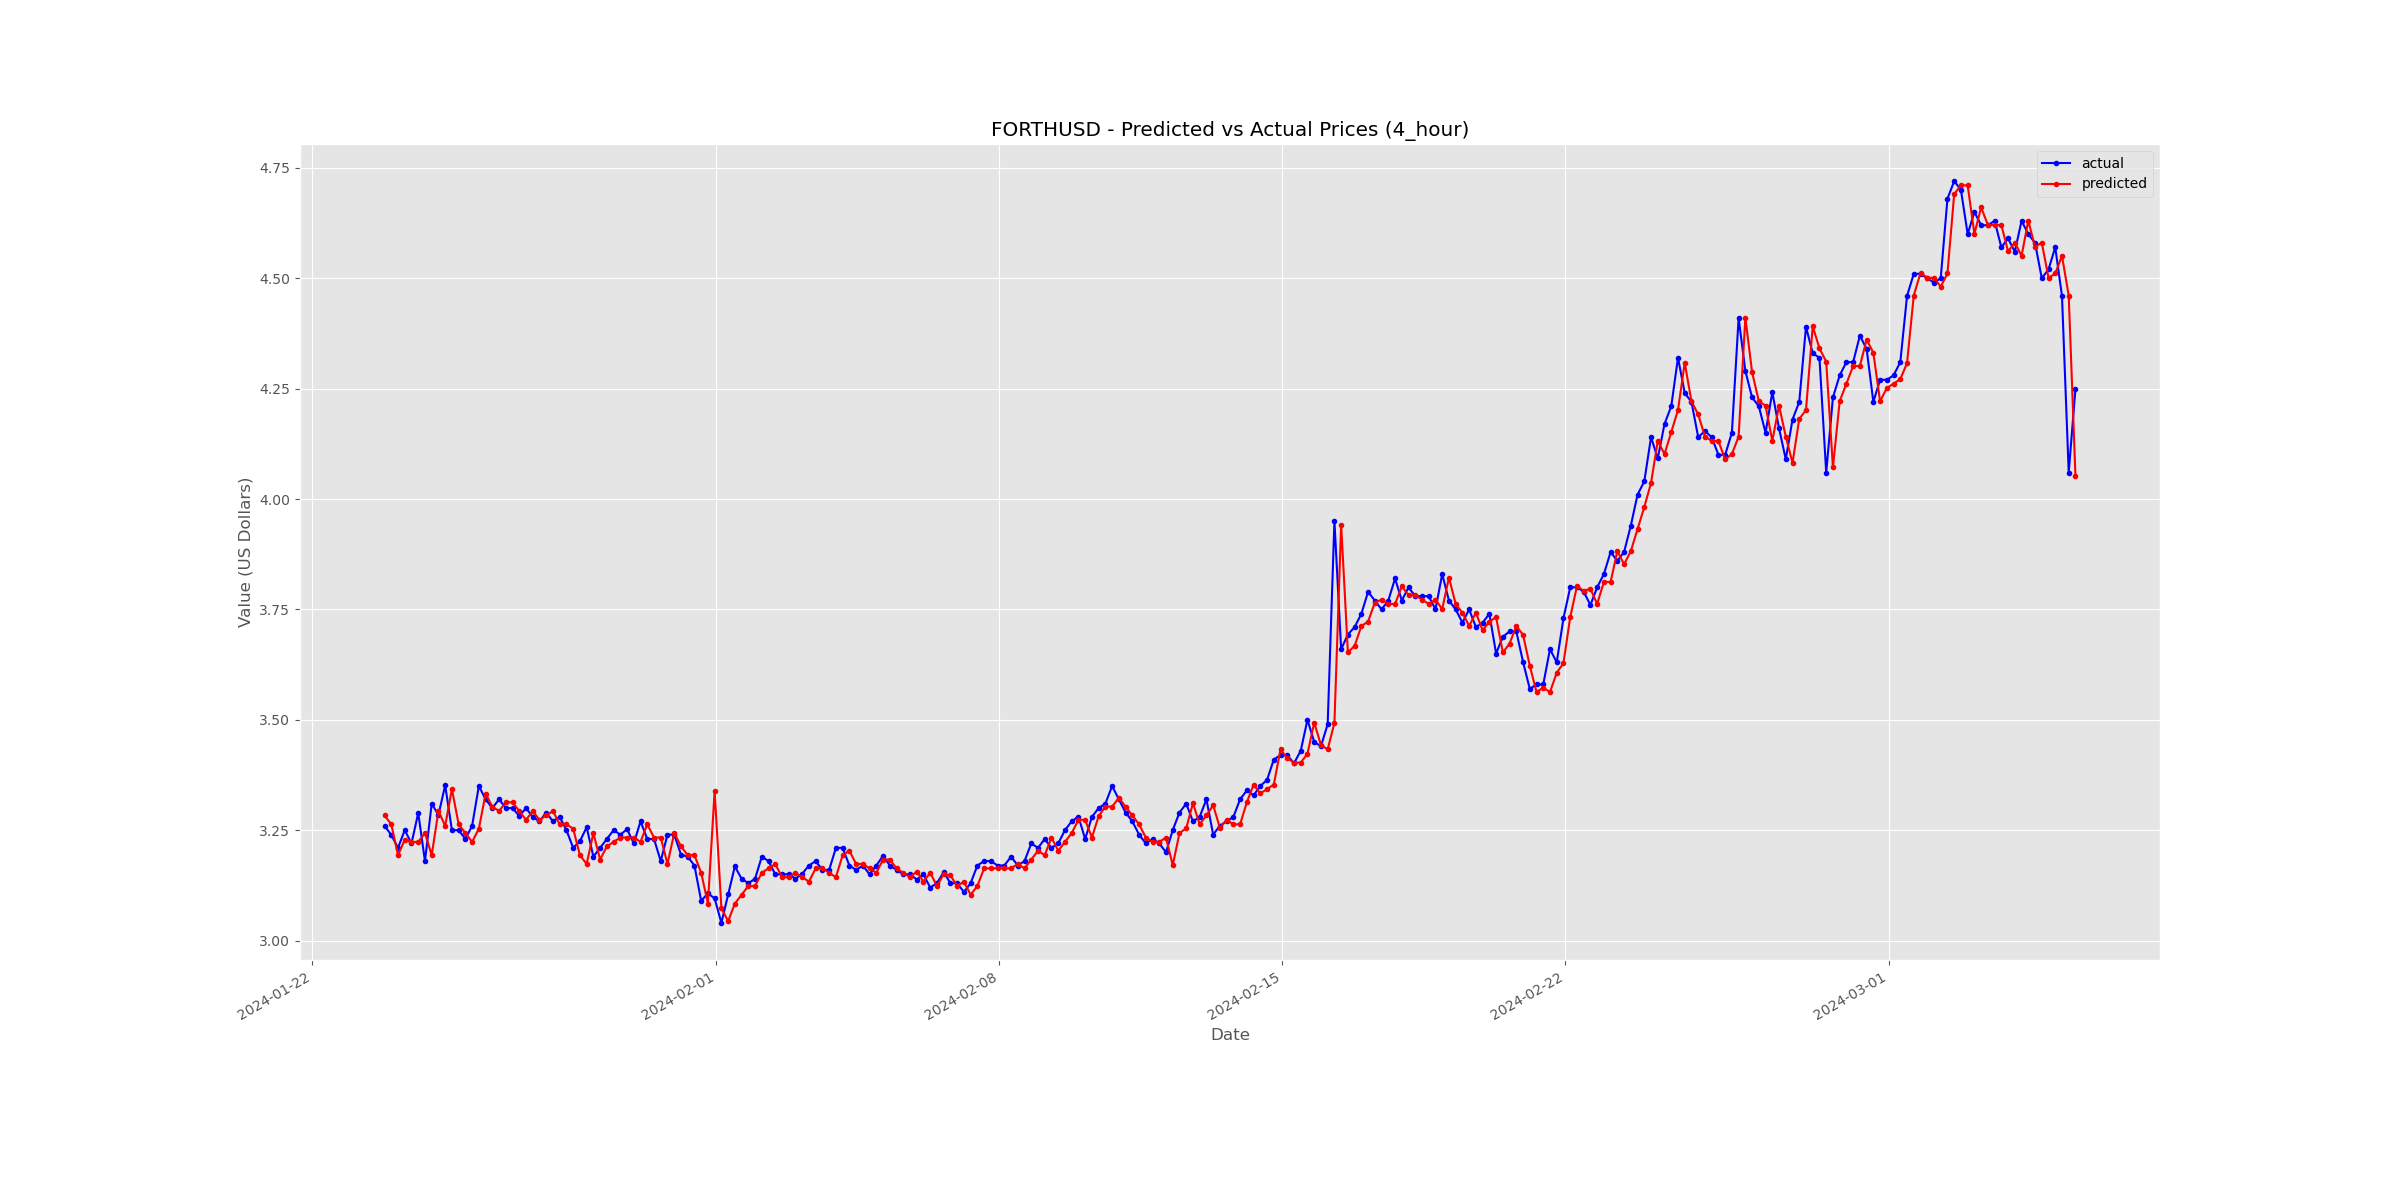 FORTHUSD - Predicted vs Actual Prices (4_hour)
actual
predicted
4.75
4.50
4.25
4.00
3.75
3.50
3.25
3.00
Value (US Dollars)
2024-01-22
2024-02-01
2024-02-08
2024-02-15
2024-02-22
2024-03-01
Date